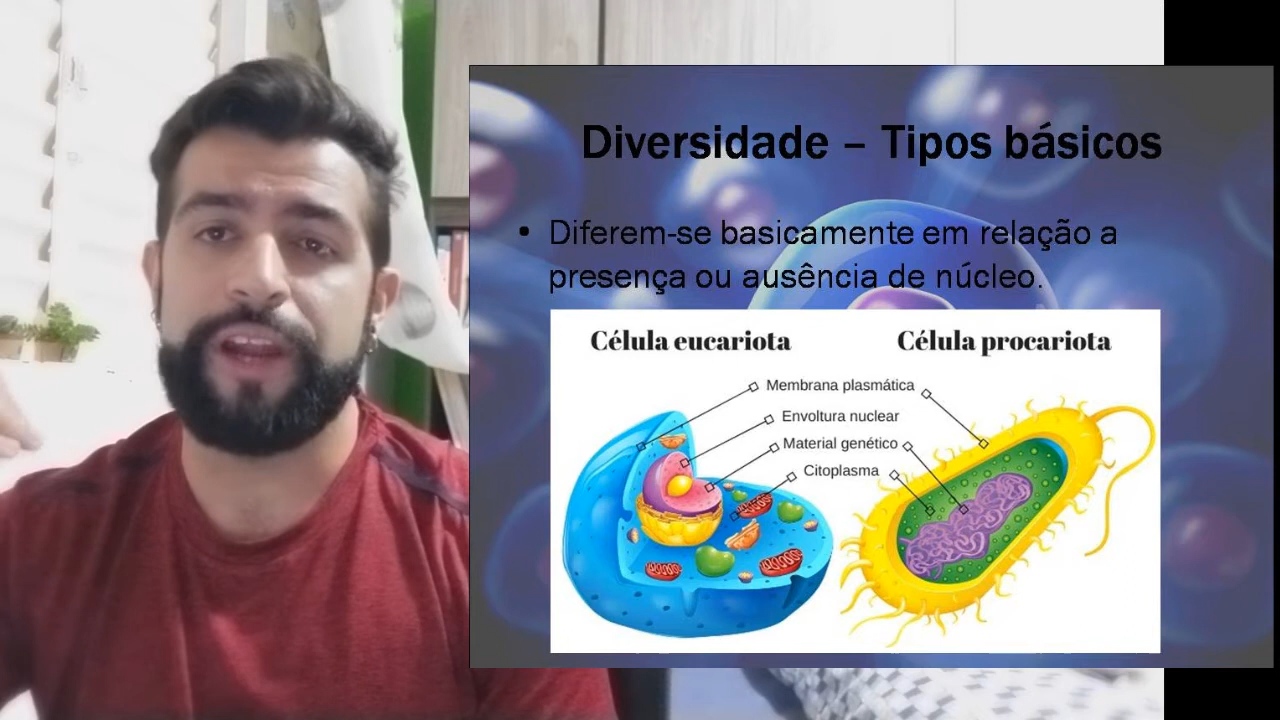 Diversidade – Tipos básicos
• Diferem-se basicamente em relação a
presença ou ausência de núcleo.
Célula eucariota
Célula procariota
Membrana plasmática
Envoltura nuclear
Material genético
Citoplasma